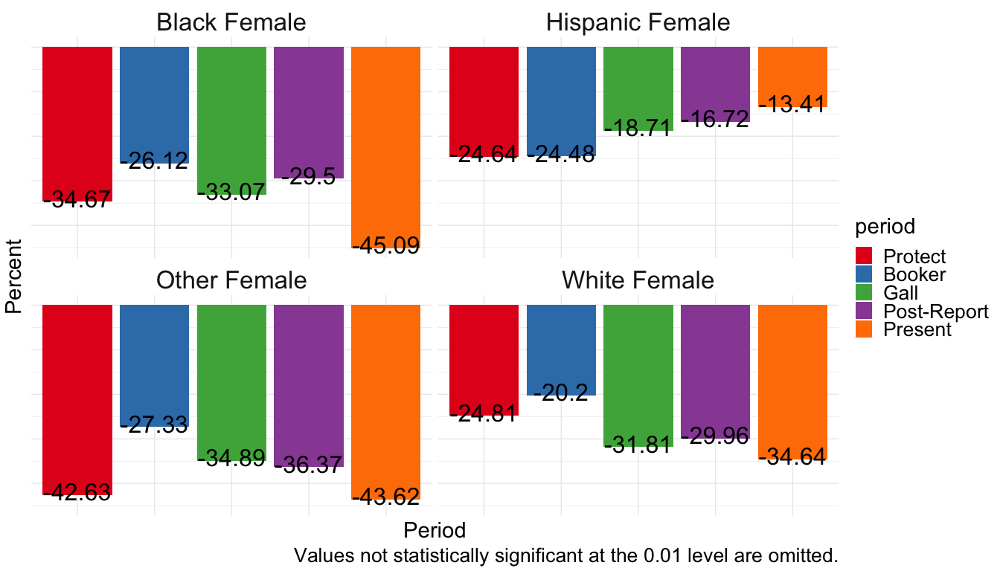 Black Female
Hispanic Female
-34.67
-26.12
-33.07
-29.5
-45.09
-24.64
-24.48
-18.71
-16.72
-13.41
Other Female
White Female
-42.63
-27.33
-34.89
-36.37
-43.62
-24.81
-20.2
-31.81
-29.96
-34.64
Percent
Period
Values not statistically significant at the 0.01 level are omitted.
period
Protect
Booker
Gall
Post-Report
Present